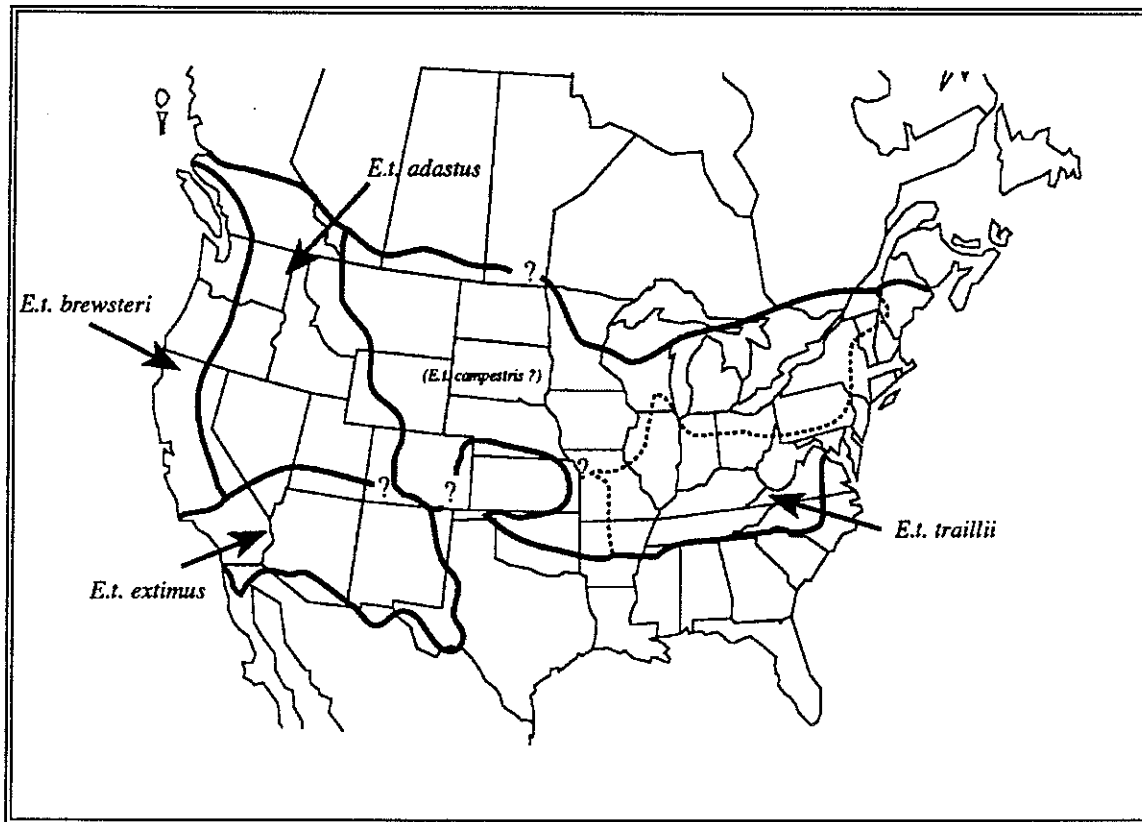 E.t. adastus
?
E.t. brewsteri
(E.t. campestris ?)
?
?
?
E.t. traillii
E.t. extimus